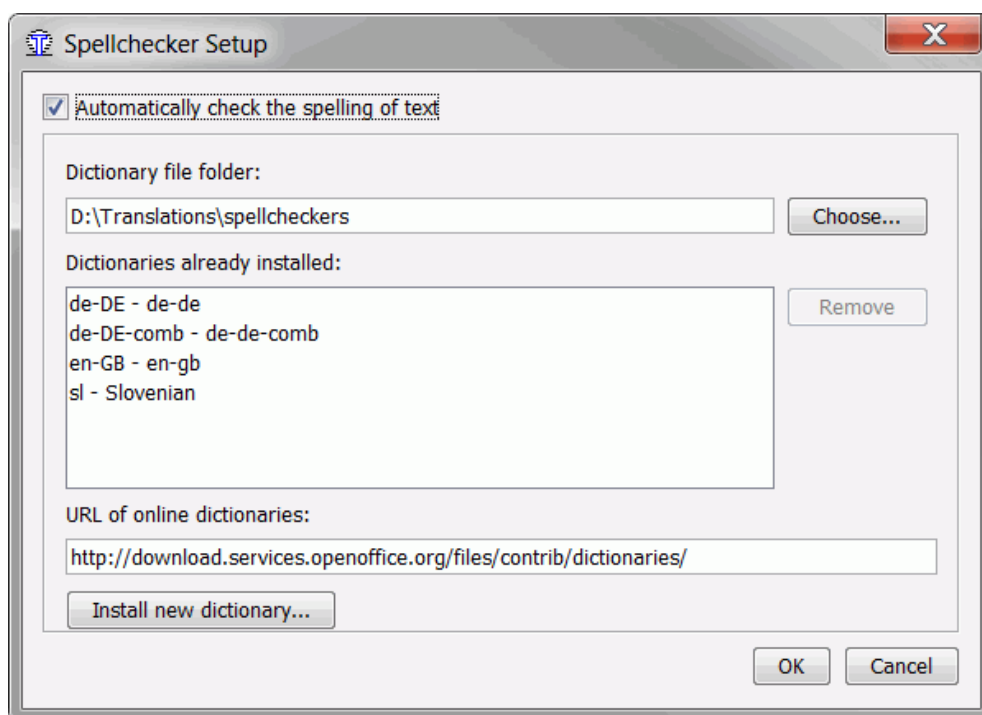 Spellchecker Setup
Automatically check the spelling of text
Dictionary file folder:
D:\Translations\spellcheckers
Choose...
Dictionaries already installed:
de-DE - de-de
de-DE-comb - de-de-comb
en-GB - en-gb
sl - Slovenian
Remove
URL of online dictionaries:
http://download.services.openoffice.org/files/contrib/dictionaries/
Install new dictionary...
OK
Cancel